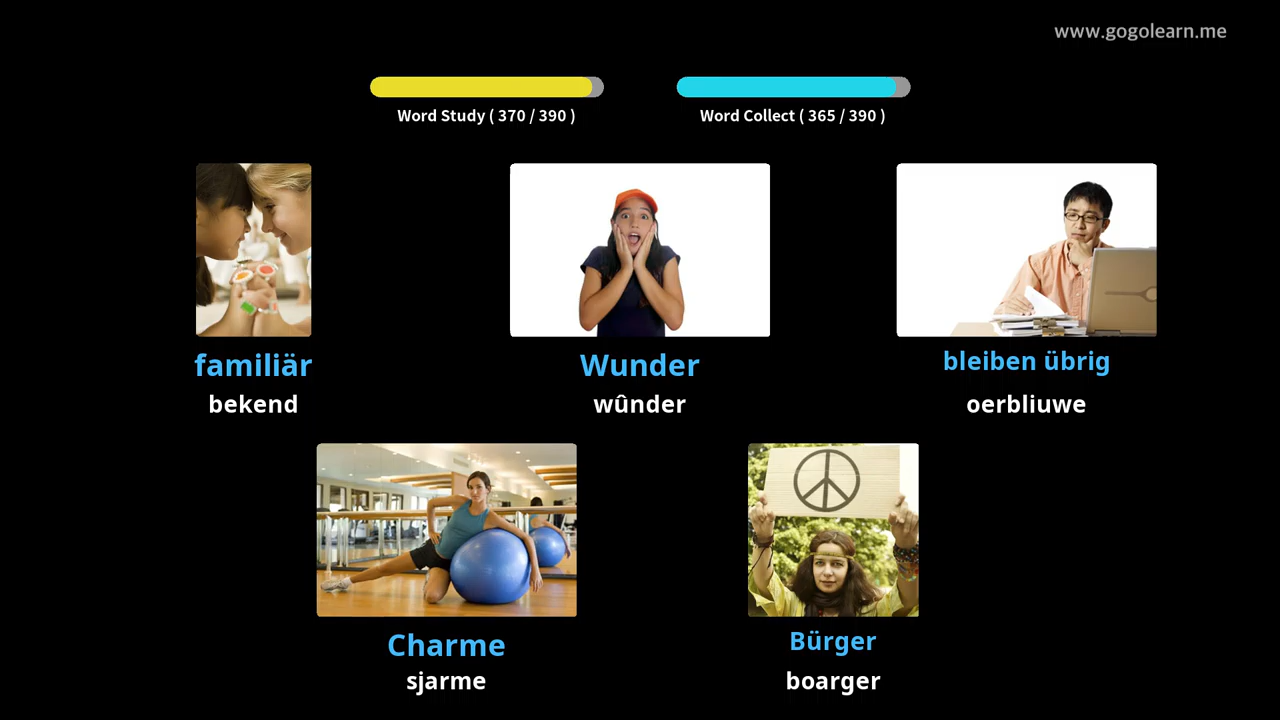 www.gogolearn.me
Word Study ( 370 / 390 )
Word Collect ( 365 / 390 )
familiär
Wunder
bleiben übrig
bekend
wûnder
oerbliuwe
Charme
Bürger
sjarme
boarger